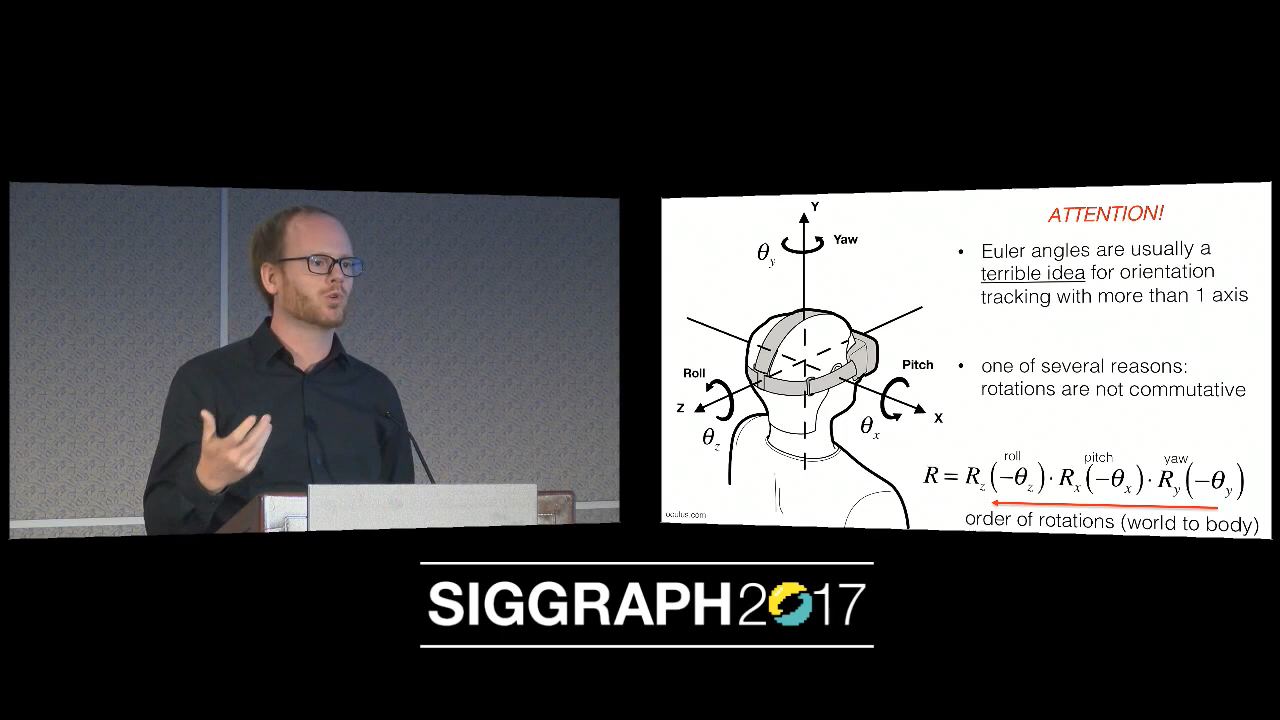 Y
Yaw
θy
Roll
Z
θz
Pitch
X
θx
oculus.com
ATTENTION!
• Euler angles are usually a
terrible idea for orientation
tracking with more than 1 axis
• one of several reasons:
rotations are not commutative
roll pitch yaw
R = Rz(−θz)· Rx(−θx)· Ry(−θy)
order of rotations (world to body)
SIGGRAPH2017